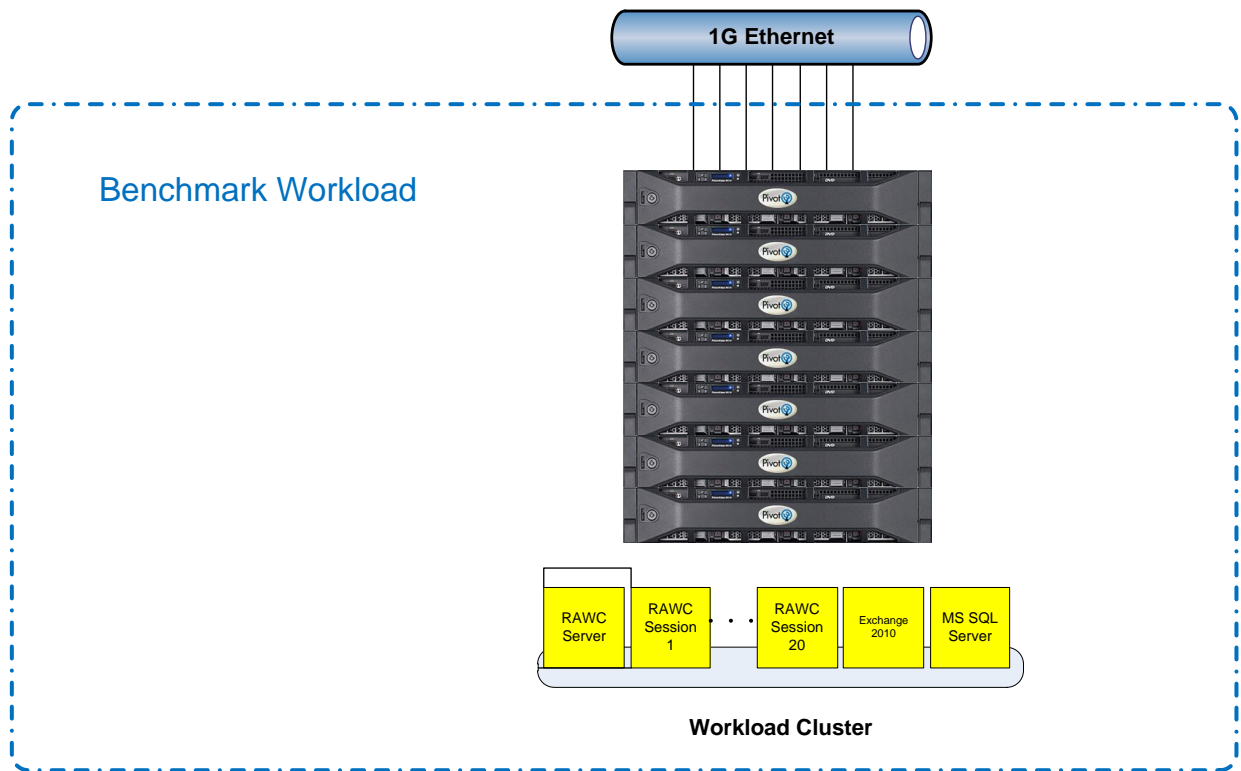 1G Ethernet
Benchmark Workload
Pivot
Pivot
Pivot
Pivot
Pivot
Pivot
Pivot
RAWC
Server
RAWC
Session
1
. . .
RAWC
Session
20
Exchange
2010
MS SQL
Server
Workload Cluster